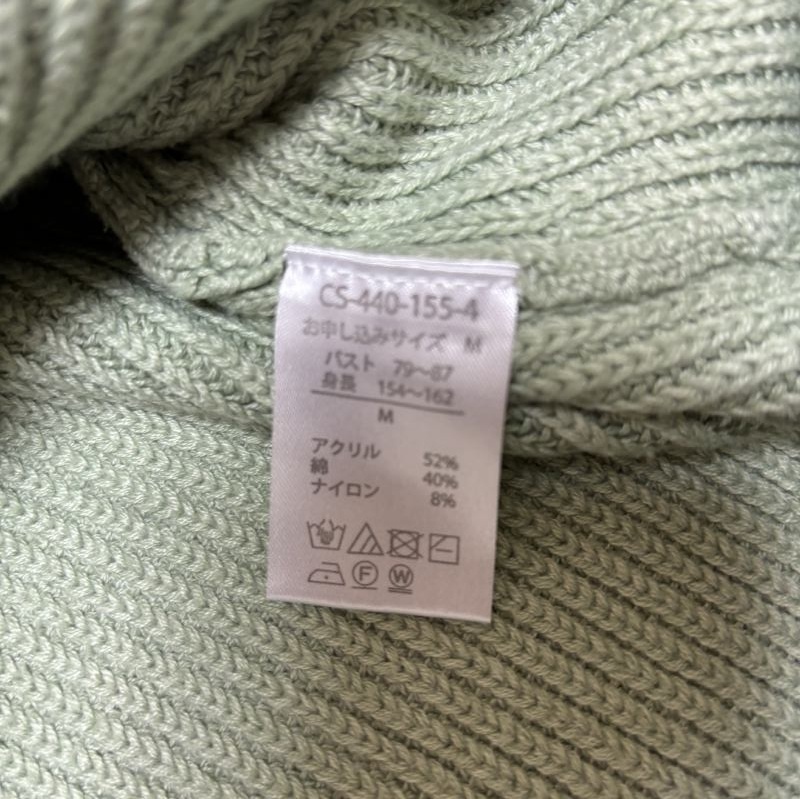 CS-440-155-4
お申し込みサイズ M
バスト 79～87
身長 154～162
M
アクリル 52%
綿 40%
ナイロン 8%
F W